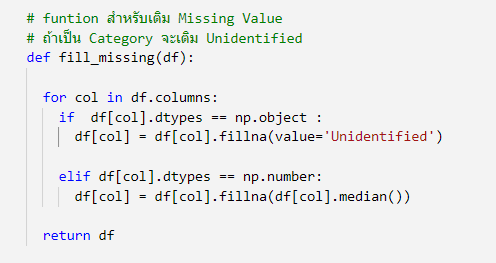 # funtion สำหรับเติม Missing Value
# ถ้าเป็น Category จะเติม Unidentified
def fill_missing(df):
for col in df.columns:
if  df[col].dtypes == np.object :
df[col] = df[col].fillna(value='Unidentified')
elif df[col].dtypes == np.number:
df[col] = df[col].fillna(df[col].median())
return df